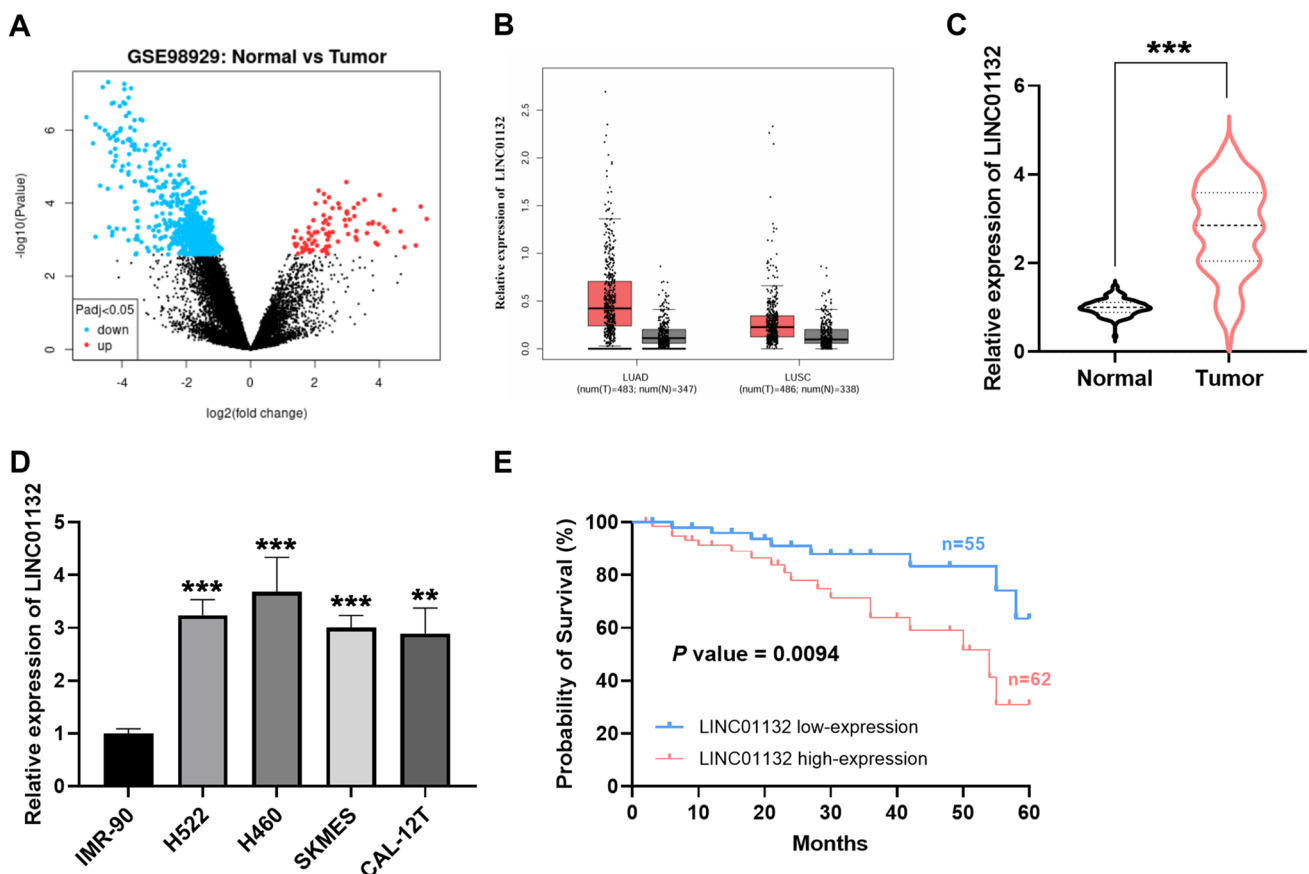 A
GSE98929: Normal vs Tumor
-log10(Pvalue)
6
4
2
0
Padj<0.05
down
up
-4
-2
0
2
4
log2(fold change)
B
Relative expression of LINC01132
2.5
2.0
1.5
1.0
0.5
0.0
LUAD
(num(T)=483; num(N)=347)
LUSC
(num(T)=486; num(N)=338)
C
Relative expression of LINC01132
***
6
4
2
0
Normal
Tumor
D
Relative expression of LINC01132
5
4
3
2
1
0
***
***
***
**
IMR-90
H522
H460
SKMES
CAL-12T
E
Probability of Survival (%)
100
80
60
40
20
0
n=55
P value = 0.0094
n=62
LINC01132 low-expression
LINC01132 high-expression
0
10
20
30
40
50
60
Months